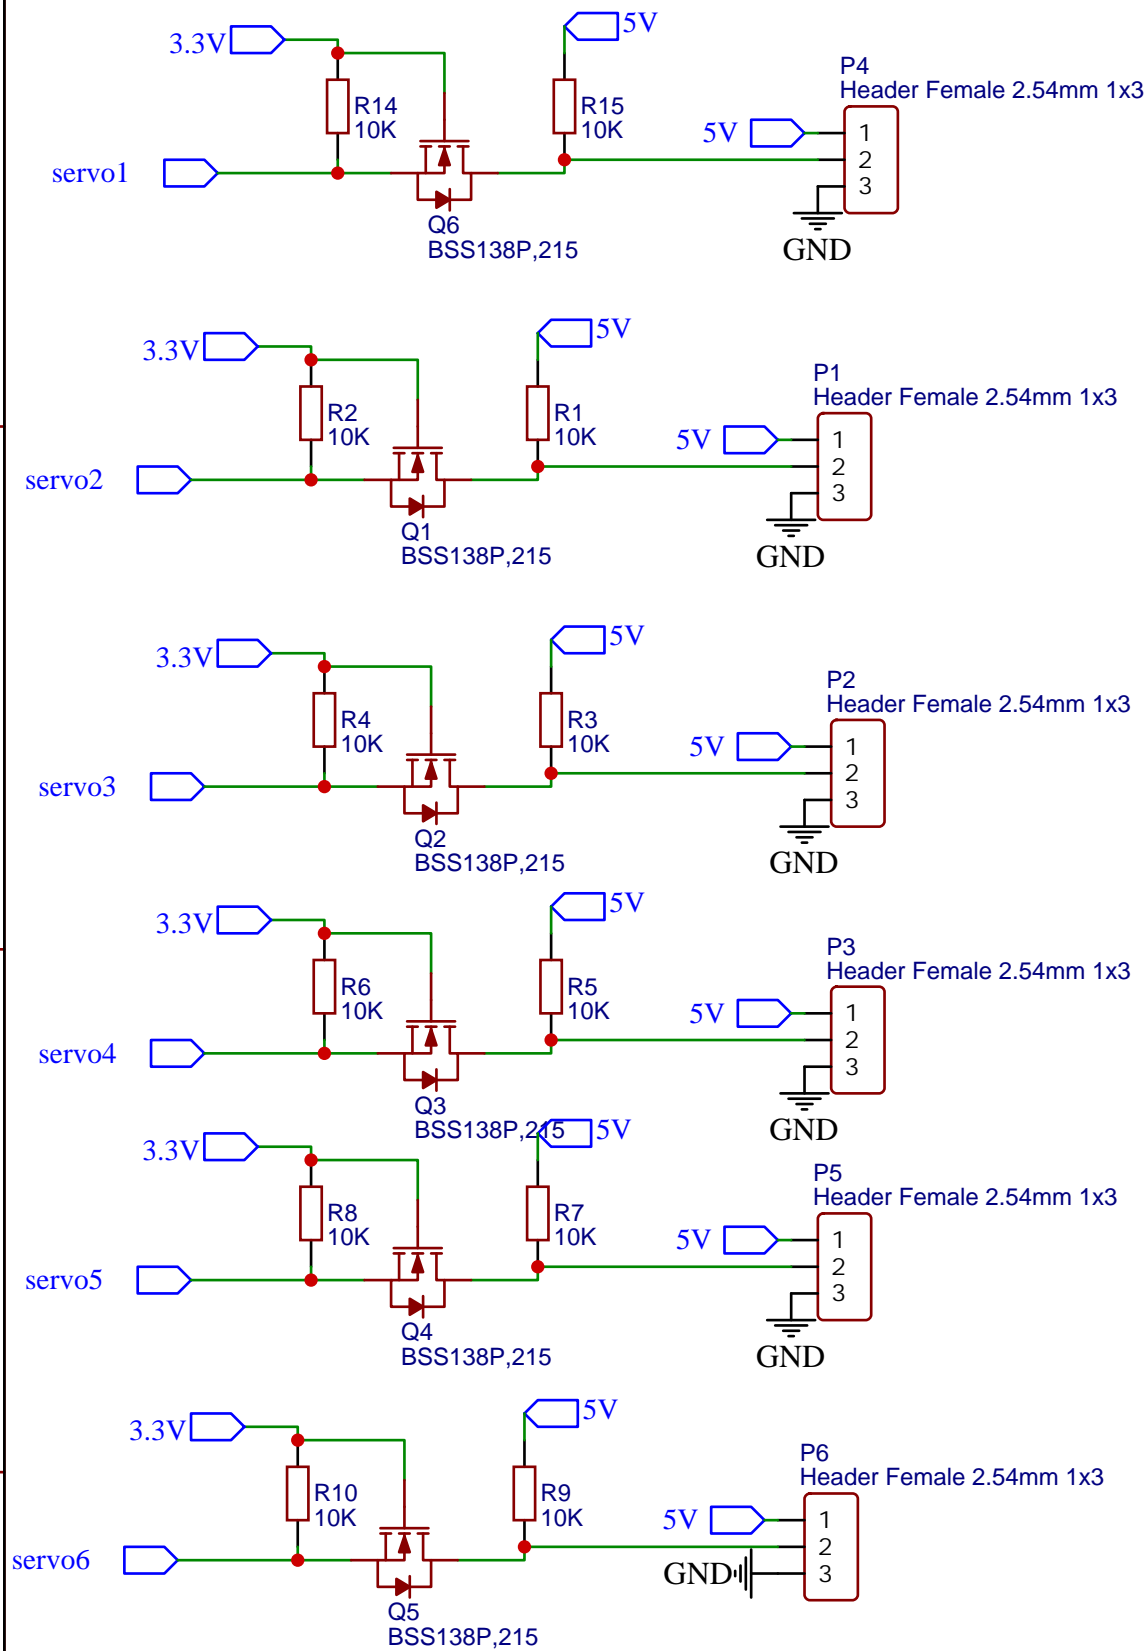 3.3V
5V
R14
10K
R15
10K
P4
Header Female 2.54mm 1x3
5V
1
2
3
servo1
Q6
BSS138P,215
GND
3.3V
5V
R2
10K
R1
10K
P1
Header Female 2.54mm 1x3
5V
1
2
3
servo2
Q1
BSS138P,215
GND
3.3V
5V
R4
10K
R3
10K
P2
Header Female 2.54mm 1x3
5V
1
2
3
servo3
Q2
BSS138P,215
GND
3.3V
5V
R6
10K
R5
10K
P3
Header Female 2.54mm 1x3
5V
1
2
3
servo4
Q3
BSS138P,215
GND
3.3V
5V
R8
10K
R7
10K
P5
Header Female 2.54mm 1x3
5V
1
2
3
servo5
Q4
BSS138P,215
GND
3.3V
5V
R10
10K
R9
10K
P6
Header Female 2.54mm 1x3
5V
1
2
3
GND
servo6
Q5
BSS138P,215